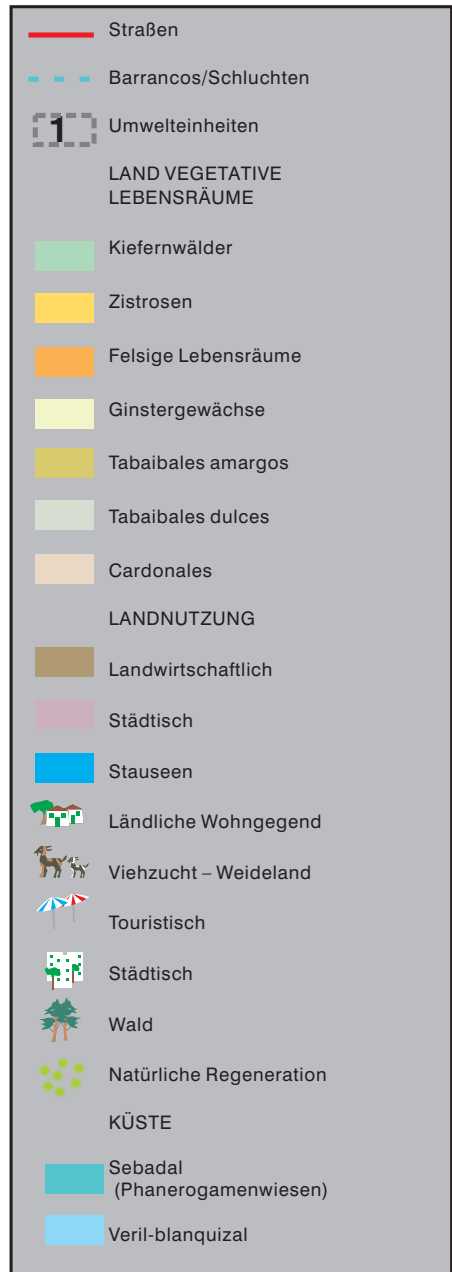 Straßen
Barrancos/Schluchten
1 Umwelteinheiten
LAND VEGETATIVE
LEBENSRÄUME
Kiefernwälder
Zistrosen
Felsige Lebensräume
Ginstergewächse
Tabaibales amargos
Tabaibales dulces
Cardonales
LANDNUTZUNG
Landwirtschaftlich
Städtisch
Stauseen
Ländliche Wohngegend
Viehzucht – Weideland
Touristisch
Städtisch
Wald
Natürliche Regeneration
KÜSTE
Sebadal
(Phanerogamenwiesen)
Veril-blanquizal